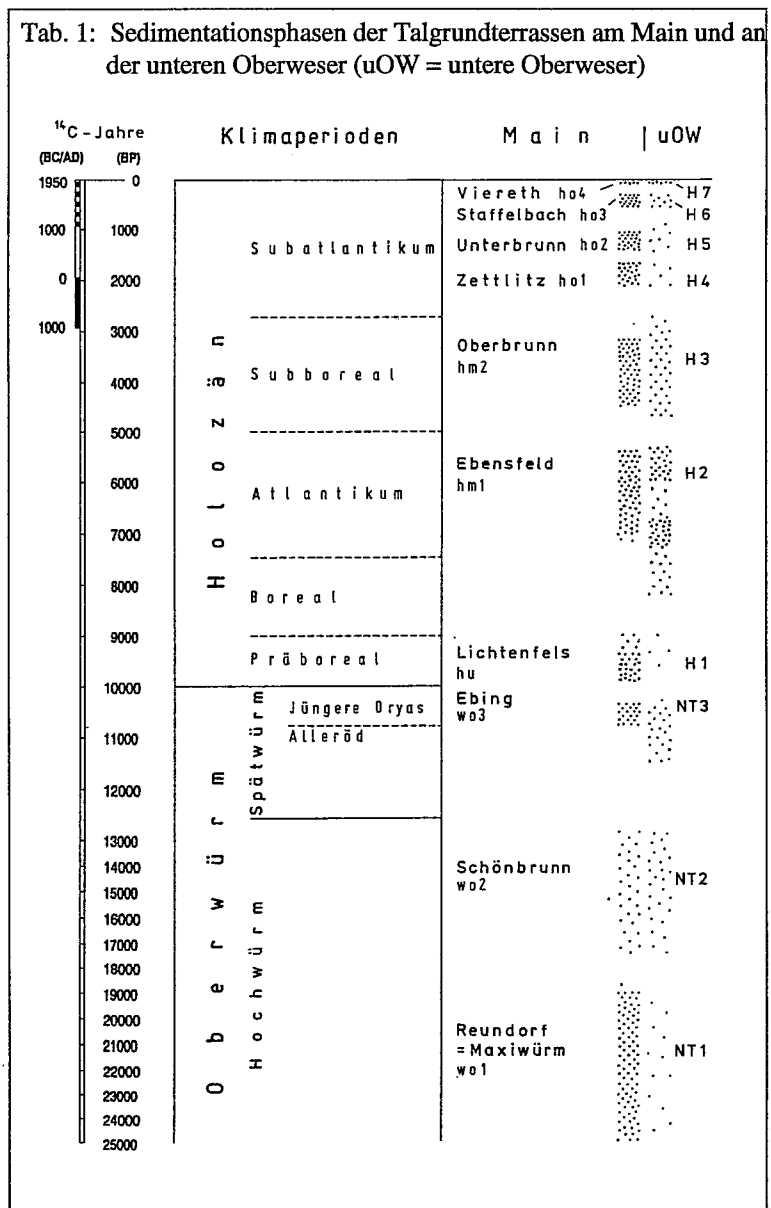 Tab. 1: Sedimentationsphasen der Talgrundterrassen am Main und an
der unteren Oberweser (uOW = untere Oberweser)
14C-Jahre
(BC/AD) (BP)
Klimaperioden
Main
uOW
1950
1000
0
1000
0
1000
2000
3000
4000
5000
6000
7000
8000
9000
10000
11000
12000
13000
14000
15000
16000
17000
18000
19000
20000
21000
22000
23000
24000
25000
Holozän
Oberwürm
Spätwürm
Hochwürm
Subatlantikum
Subboreal
Atlantikum
Boreal
Präboreal
Jüngere Dryas
Alleröd
Viereth ho4
Staffelbach ho3
Unterbrunn ho2
Zettlitz ho1
Oberbrunn
hm2
Ebensfeld
hm1
Lichtenfels
hu
Ebing
wo3
Schönbrunn
wo2
Reundorf
=Maxiwürm
wo1
H7
H6
H5
H4
H3
H2
H1
NT3
NT2
NT1